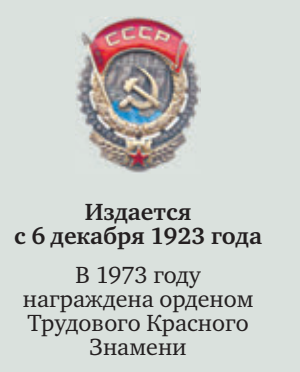 СССР
Издается
с 6 декабря 1923 года
В 1973 году
награждена орденом
Трудового Красного
Знамени